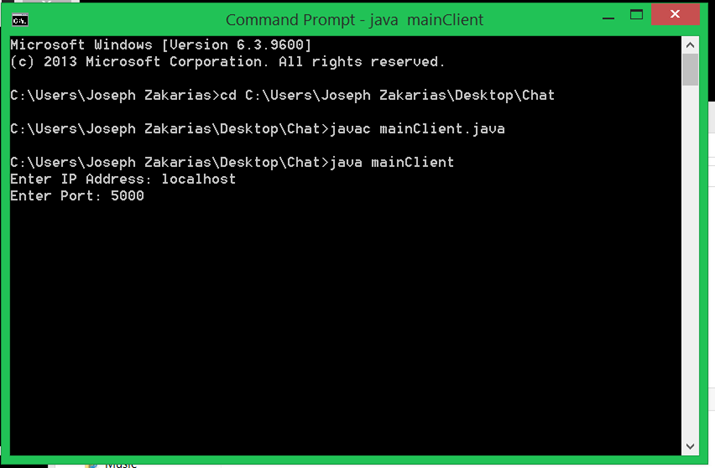 Command Prompt - java  mainClient
Microsoft Windows [Version 6.3.9600]
(c) 2013 Microsoft Corporation. All rights reserved.
C:\Users\Joseph Zakarias>cd C:\Users\Joseph Zakarias\Desktop\Chat
C:\Users\Joseph Zakarias\Desktop\Chat>javac mainClient.java
C:\Users\Joseph Zakarias\Desktop\Chat>java mainClient
Enter IP Address: localhost
Enter Port: 5000
Music